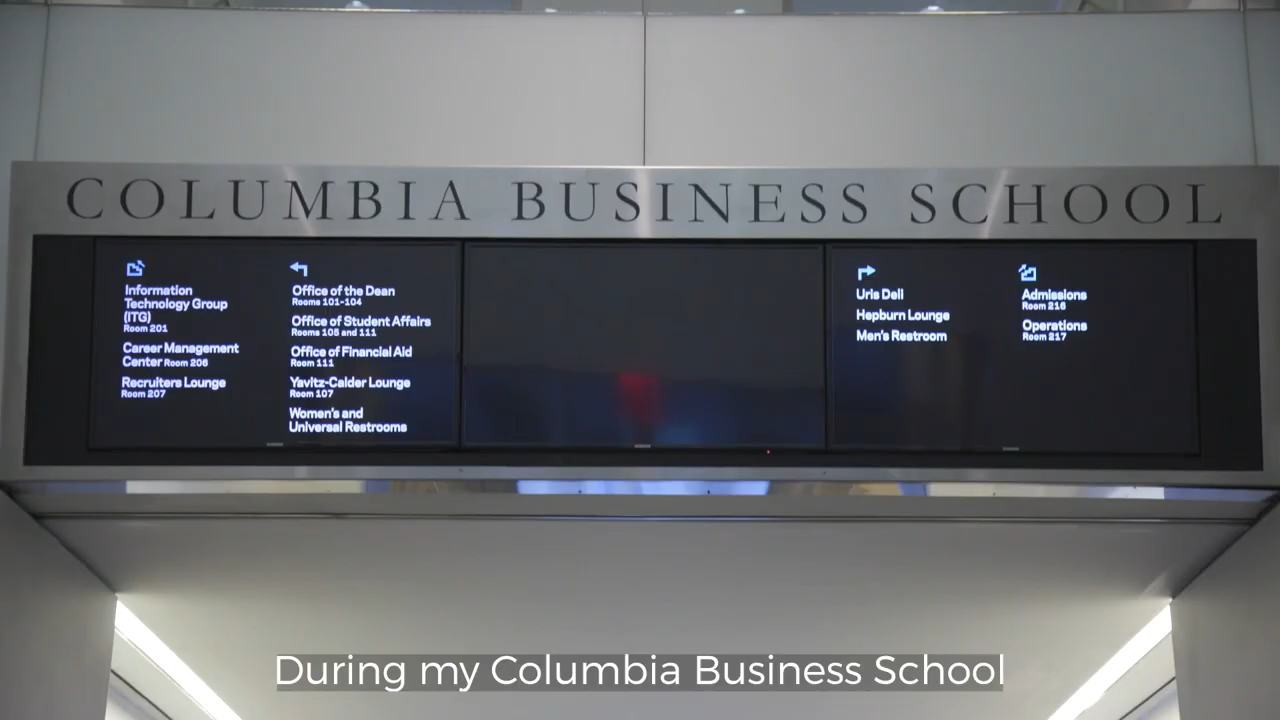 COLUMBIA BUSINESS SCHOOL
Information
Technology Group
(ITG)
Room 201
Career Management
Center Room 206
Recruiters Lounge
Room 207
Office of the Dean
Rooms 101-104
Office of Student Affairs
Rooms 105 and 111
Office of Financial Aid
Room 111
Yavitz-Calder Lounge
Room 107
Women's and
Universal Restrooms
Uris Deli
Hepburn Lounge
Men's Restroom
Admissions
Room 216
Operations
Room 217
During my Columbia Business School